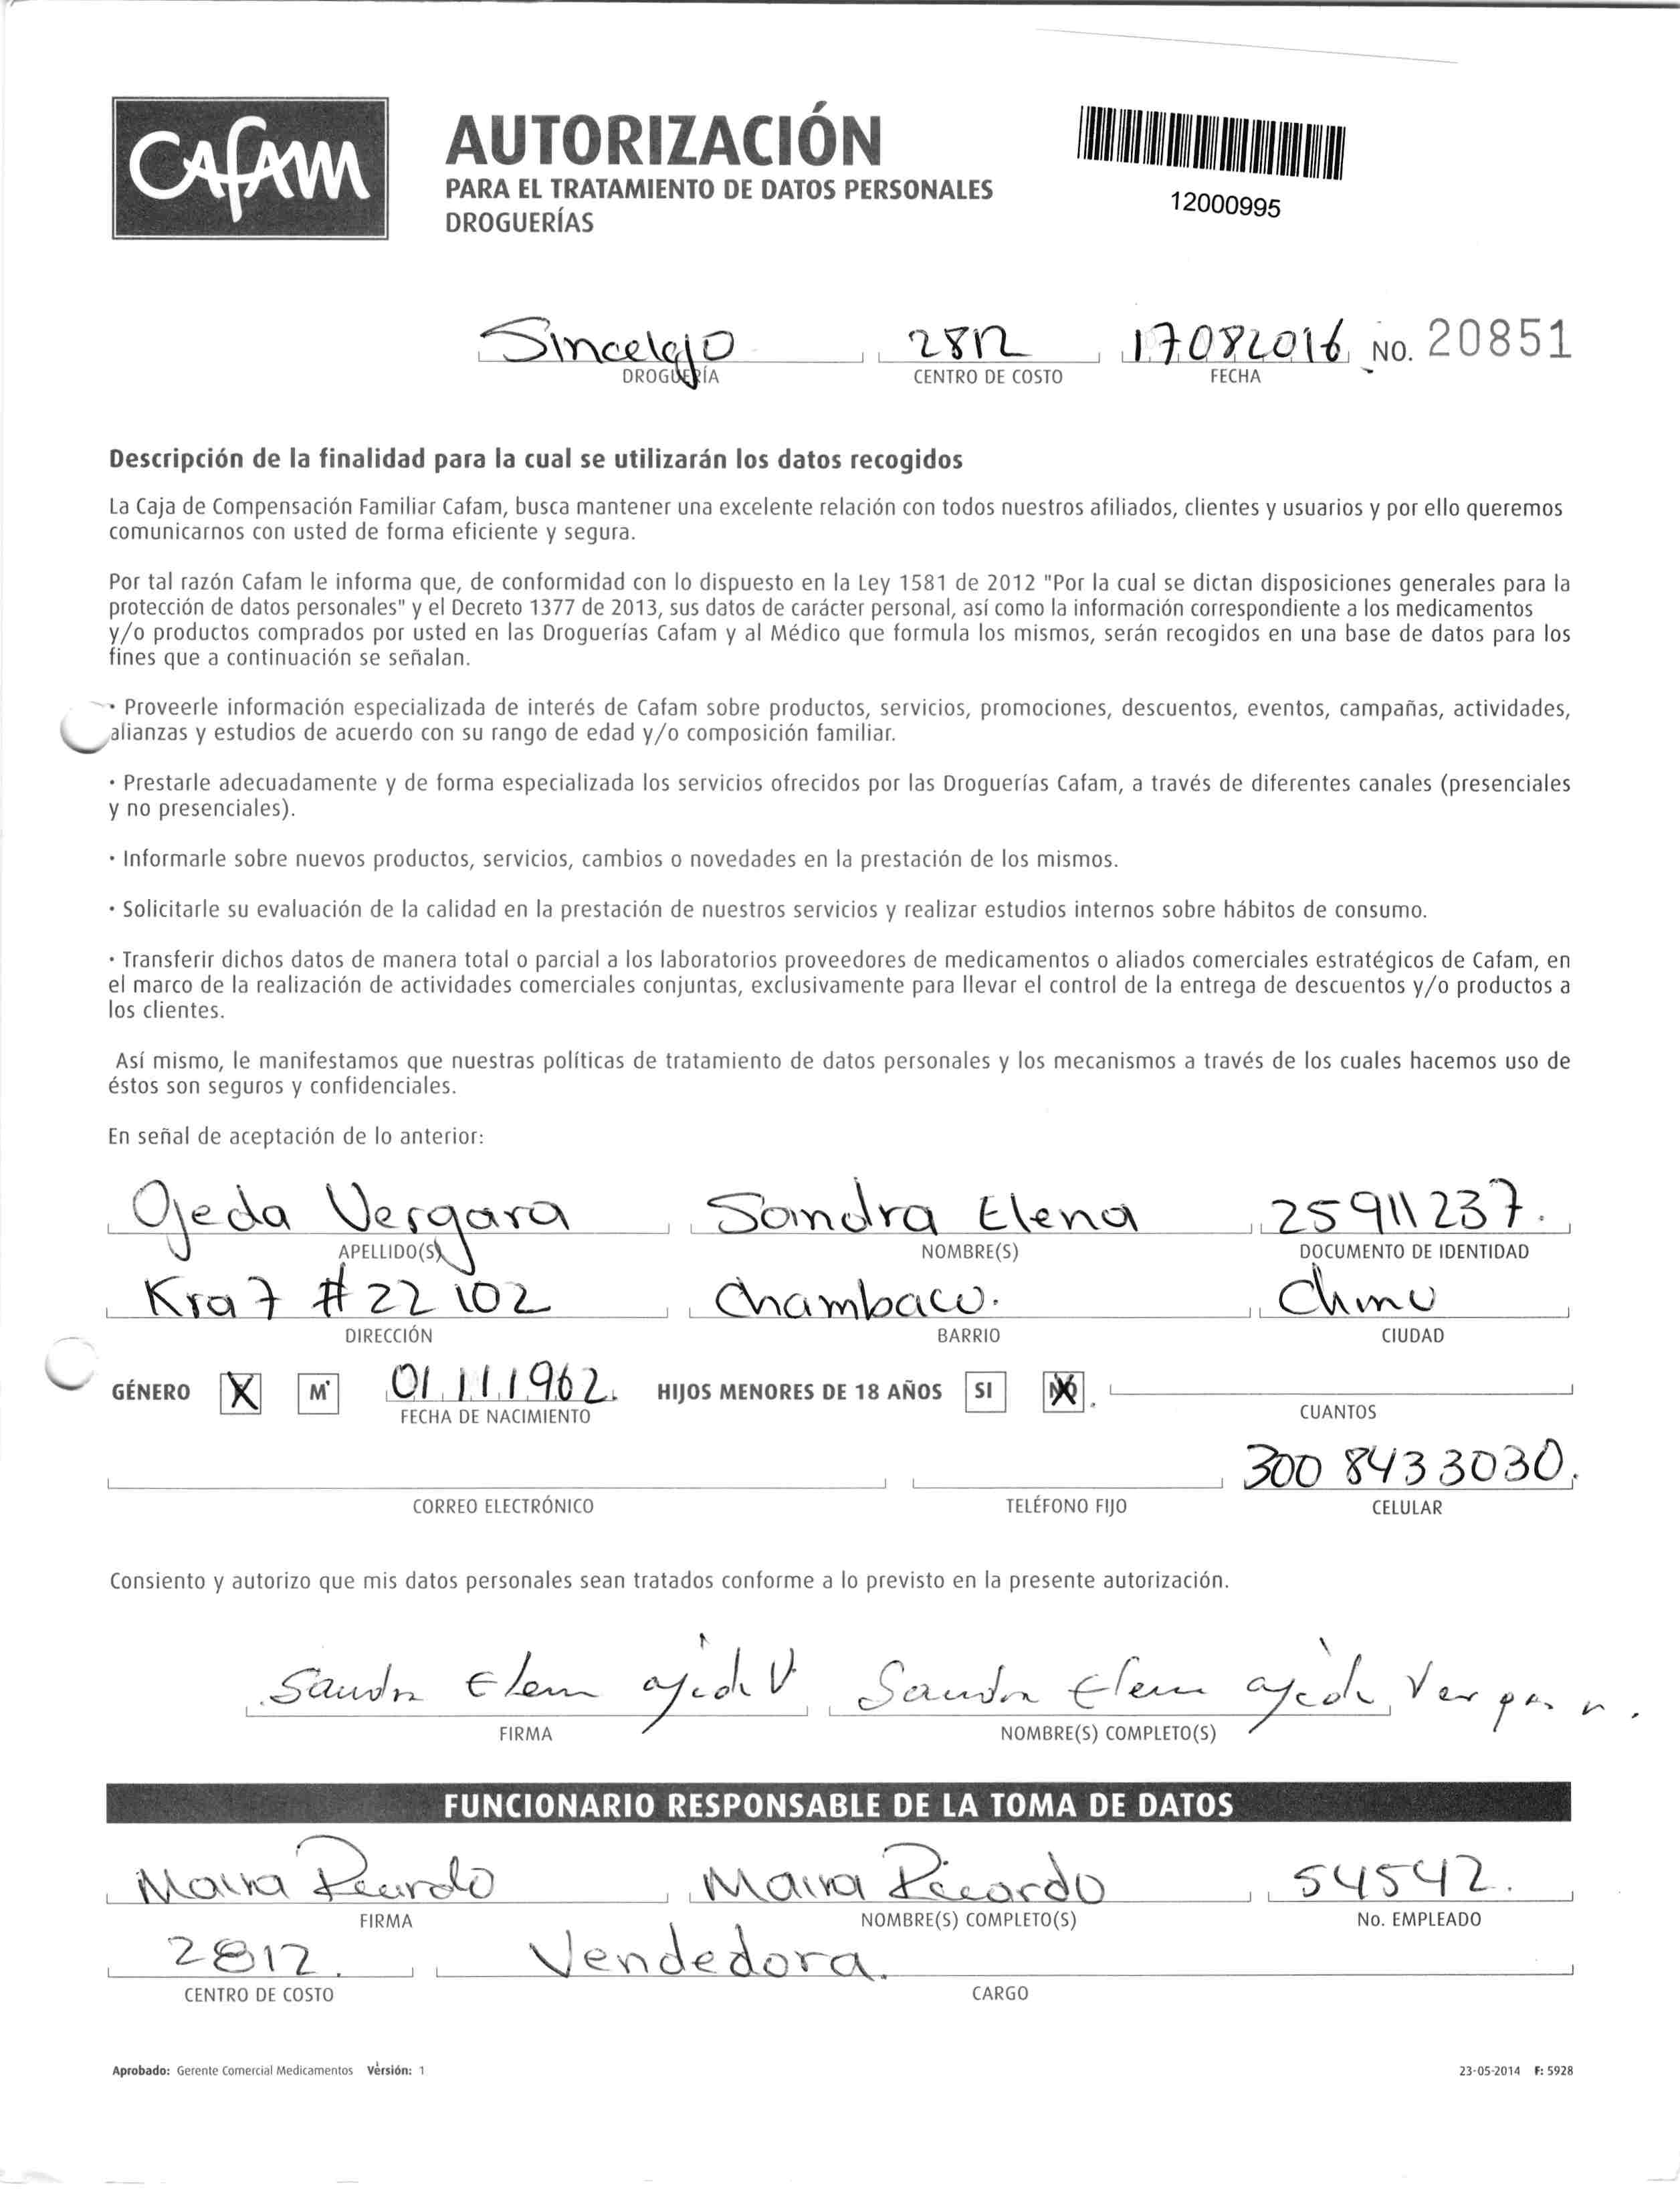 CAFAM
AUTORIZACIÓN
PARA EL TRATAMIENTO DE DATOS PERSONALES
DROGUERÍAS
12000995
Sincelejo 2812 17082016 NO. 20851
DROGUERÍA CENTRO DE COSTO FECHA
Descripción de la finalidad para la cual se utilizarán los datos recogidos
La Caja de Compensación Familiar Cafam, busca mantener una excelente relación con todos nuestros afiliados, clientes y usuarios y por ello queremos
comunicarnos con usted de forma eficiente y segura.
Por tal razón Cafam le informa que, de conformidad con lo dispuesto en la Ley 1581 de 2012 "Por la cual se dictan disposiciones generales para la
protección de datos personales" y el Decreto 1377 de 2013, sus datos de carácter personal, así como la información correspondiente a los medicamentos
y/o productos comprados por usted en las Droguerías Cafam y al Médico que formula los mismos, serán recogidos en una base de datos para los
fines que a continuación se señalan.
· Proveerle información especializada de interés de Cafam sobre productos, servicios, promociones, descuentos, eventos, campañas, actividades,
alianzas y estudios de acuerdo con su rango de edad y/o composición familiar.
· Prestarle adecuadamente y de forma especializada los servicios ofrecidos por las Droguerías Cafam, a través de diferentes canales (presenciales
y no presenciales).
· Informarle sobre nuevos productos, servicios, cambios o novedades en la prestación de los mismos.
· Solicitarle su evaluación de la calidad en la prestación de nuestros servicios y realizar estudios internos sobre hábitos de consumo.
· Transferir dichos datos de manera total o parcial a los laboratorios proveedores de medicamentos o aliados comerciales estratégicos de Cafam, en
el marco de la realización de actividades comerciales conjuntas, exclusivamente para llevar el control de la entrega de descuentos y/o productos a
los clientes.
Así mismo, le manifestamos que nuestras políticas de tratamiento de datos personales y los mecanismos a través de los cuales hacemos uso de
éstos son seguros y confidenciales.
En señal de aceptación de lo anterior:
Ojeda Vergara Sandra Elena 25911237.
APELLIDO(S) NOMBRE(S) DOCUMENTO DE IDENTIDAD
Kra 7 # 22 102 Chambacu. Chinu
DIRECCIÓN BARRIO CIUDAD
GÉNERO X M 01 11 1962. HIJOS MENORES DE 18 AÑOS SI NO
FECHA DE NACIMIENTO CUANTOS
300 8433030.
CORREO ELECTRÓNICO TELÉFONO FIJO CELULAR
Consiento y autorizo que mis datos personales sean tratados conforme a lo previsto en la presente autorización.
Sandra Elena Ojeda V. Sandra Elena Ojeda Vergara.
FIRMA NOMBRE(S) COMPLETO(S)
FUNCIONARIO RESPONSABLE DE LA TOMA DE DATOS
Maira Ricardo Maira Ricardo 54542.
FIRMA NOMBRE(S) COMPLETO(S) No. EMPLEADO
2812. Vendedora.
CENTRO DE COSTO CARGO
Aprobado: Gerente Comercial Medicamentos Versión: 1 23-05-2014 F: 5928